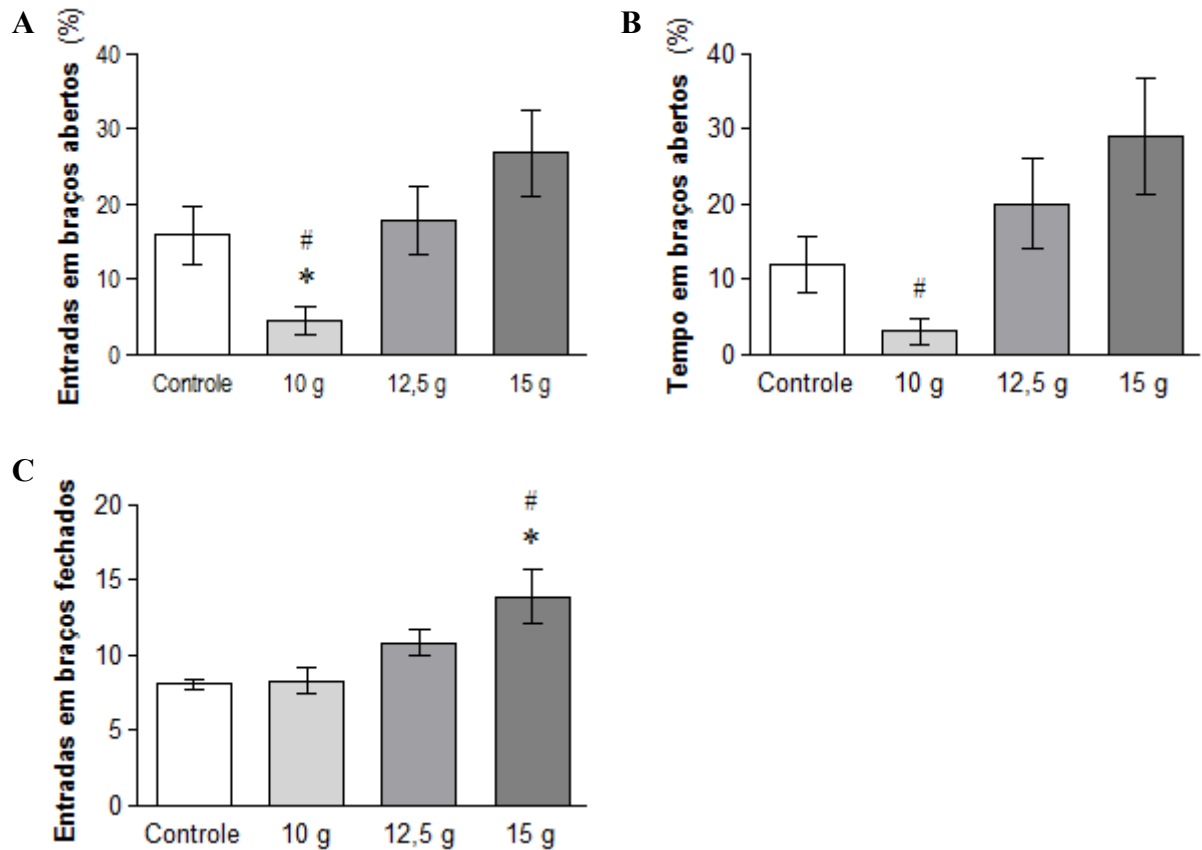 A
Entradas em braços abertos (%)
40
30
20
10
0
#
*
Controle 10 g 12,5 g 15 g
B
Tempo em braços abertos (%)
40
30
20
10
0
#
Controle 10 g 12,5 g 15 g
C
Entradas em braços fechados
20
15
10
5
0
#
*
Controle 10 g 12,5 g 15 g